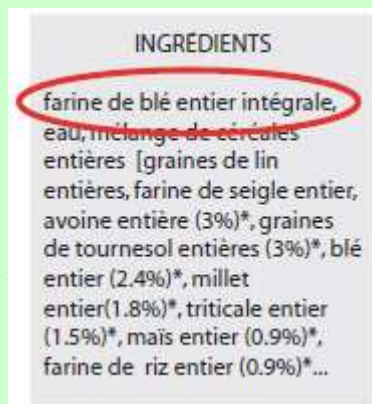 INGRÉDIENTS
farine de blé entier intégrale,
eau, mélange de céréales
entières [graines de lin
entières, farine de seigle entier,
avoine entière (3%)*, graines
de tournesol entières (3%)*, blé
entier (2.4%)*, millet
entier(1.8%)*, triticale entier
(1.5%)*, maïs entier (0.9%)*,
farine de riz entier (0.9%)*...